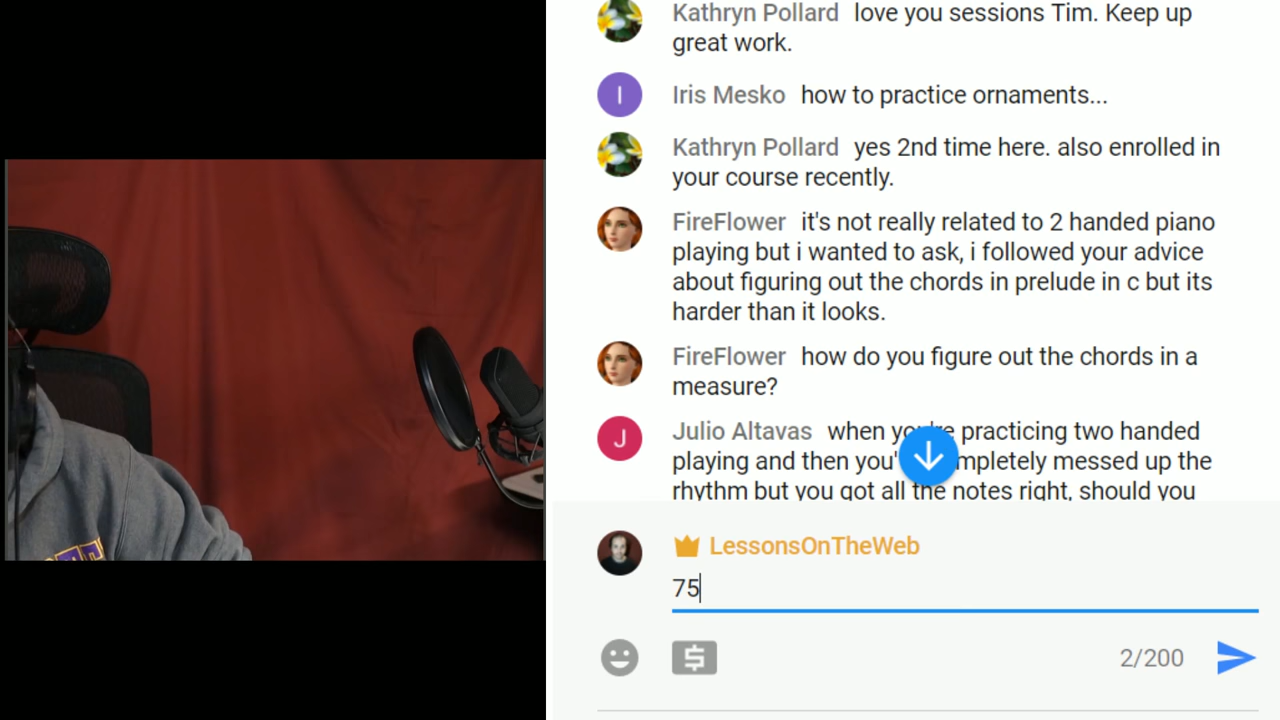 Kathryn Pollard love you sessions Tim. Keep up
great work.
I
Iris Mesko how to practice ornaments...
Kathryn Pollard yes 2nd time here. also enrolled in
your course recently.
FireFlower it's not really related to 2 handed piano
playing but i wanted to ask, i followed your advice
about figuring out the chords in prelude in c but its
harder than it looks.
FireFlower how do you figure out the chords in a
measure?
J
Julio Altavas when you're practicing two handed
playing and then completely messed up the
rhythm but you got all the notes right, should you
LessonsOnTheWeb
75
2/200